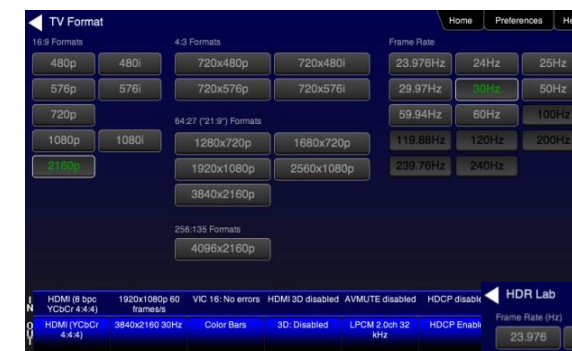 TV Format
Home
Preferences
16:9 Formats
480p
480i
576p
576i
720p
1080p
1080i
2160p
4:3 Formats
720x480p
720x480i
720x576p
720x576i
64:27 ("21:9") Formats
1280x720p
1680x720p
1920x1080p
2560x1080p
3840x2160p
256:135 Formats
4096x2160p
Frame Rate
23.976Hz
24Hz
25Hz
29.97Hz
30Hz
50Hz
59.94Hz
60Hz
100Hz
119.88Hz
120Hz
200Hz
239.76Hz
240Hz
IN
HDMI (8 bpc
YCbCr 4:4:4)
1920x1080p 60
frames/s
VIC 16: No errors
HDMI 3D disabled
AVMUTE disabled
HDCP
OUT
HDMI (YCbCr
4:4:4)
3840x2160 30Hz
Color Bars
3D: Disabled
LPCM 2.0ch 32
kHz
HDCP
HDR Lab
Frame Rate (Hz)
23.976